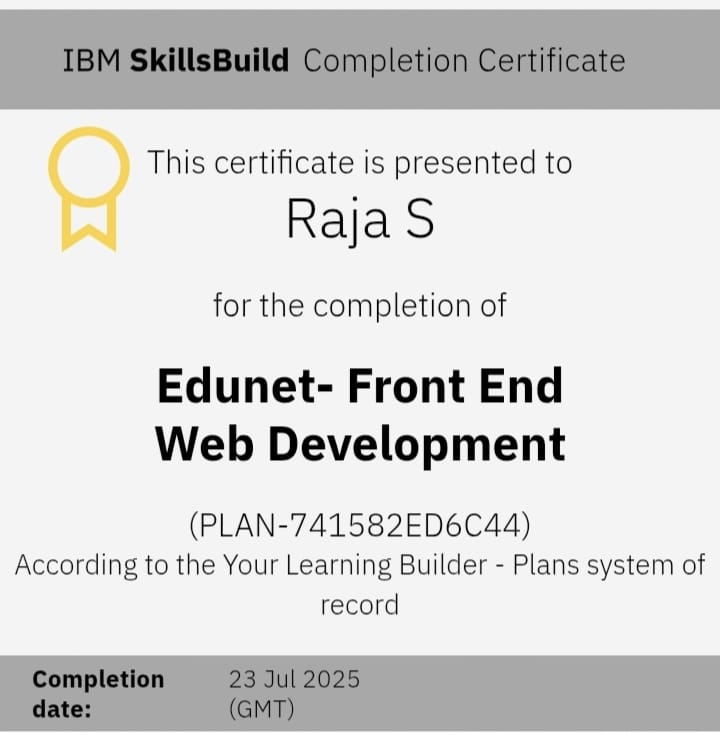 IBM SkillsBuild Completion Certificate
This certificate is presented to
Raja S
for the completion of
Edunet- Front End
Web Development
(PLAN-741582ED6C44)
According to the Your Learning Builder - Plans system of
record
Completion date: 23 Jul 2025 (GMT)